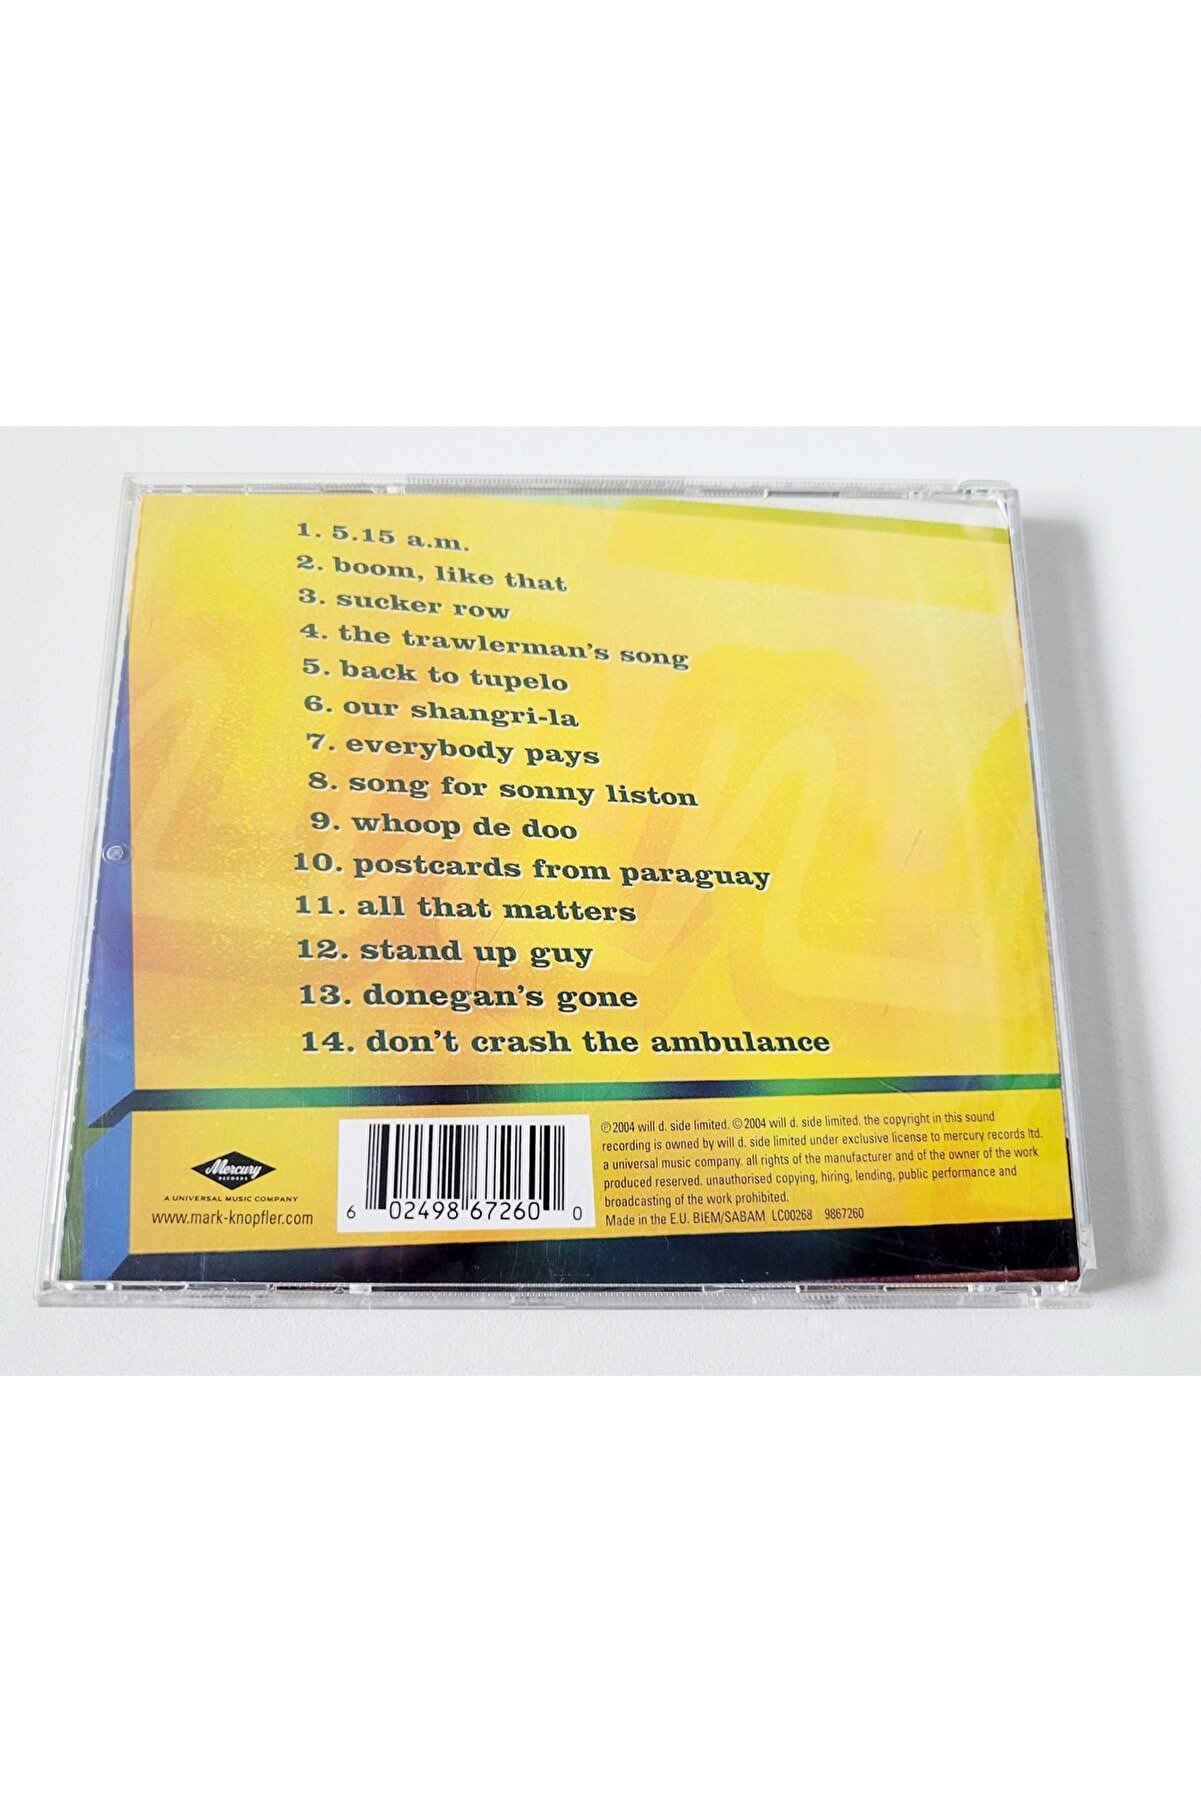 1. 5.15 a.m.
2. boom, like that
3. sucker row
4. the trawlerman's song
5. back to tupelo
6. our shangri-la
7. everybody pays
8. song for sonny liston
9. whoop de doo
10. postcards from paraguay
11. all that matters
12. stand up guy
13. donegan's gone
14. don't crash the ambulance
Mercury
RECORDS
A UNIVERSAL MUSIC COMPANY
www.mark-knopfler.com
6 02498 67260 0
℗ 2004 will d. side limited. © 2004 will d. side limited. the copyright in this sound
recording is owned by will d. side limited under exclusive license to mercury records ltd.
a universal music company. all rights of the manufacturer and of the owner of the work
produced reserved. unauthorised copying, hiring, lending, public performance and
broadcasting of the work prohibited.
Made in the E.U. BIEM/SABAM LC00268 9867260